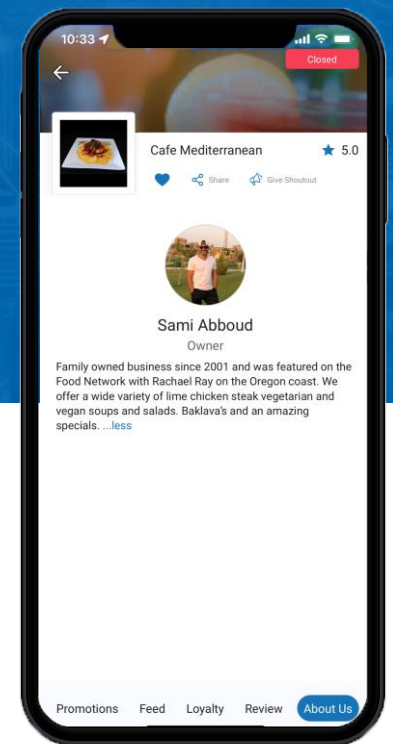 10:33
Closed
Cafe Mediterranean
5.0
Share
Give Shoutout
Sami Abboud
Owner
Family owned business since 2001 and was featured on the
Food Network with Rachael Ray on the Oregon coast. We
offer a wide variety of lime chicken steak vegetarian and
vegan soups and salads. Baklava's and an amazing
specials. ...less
Promotions Feed Loyalty Review About Us